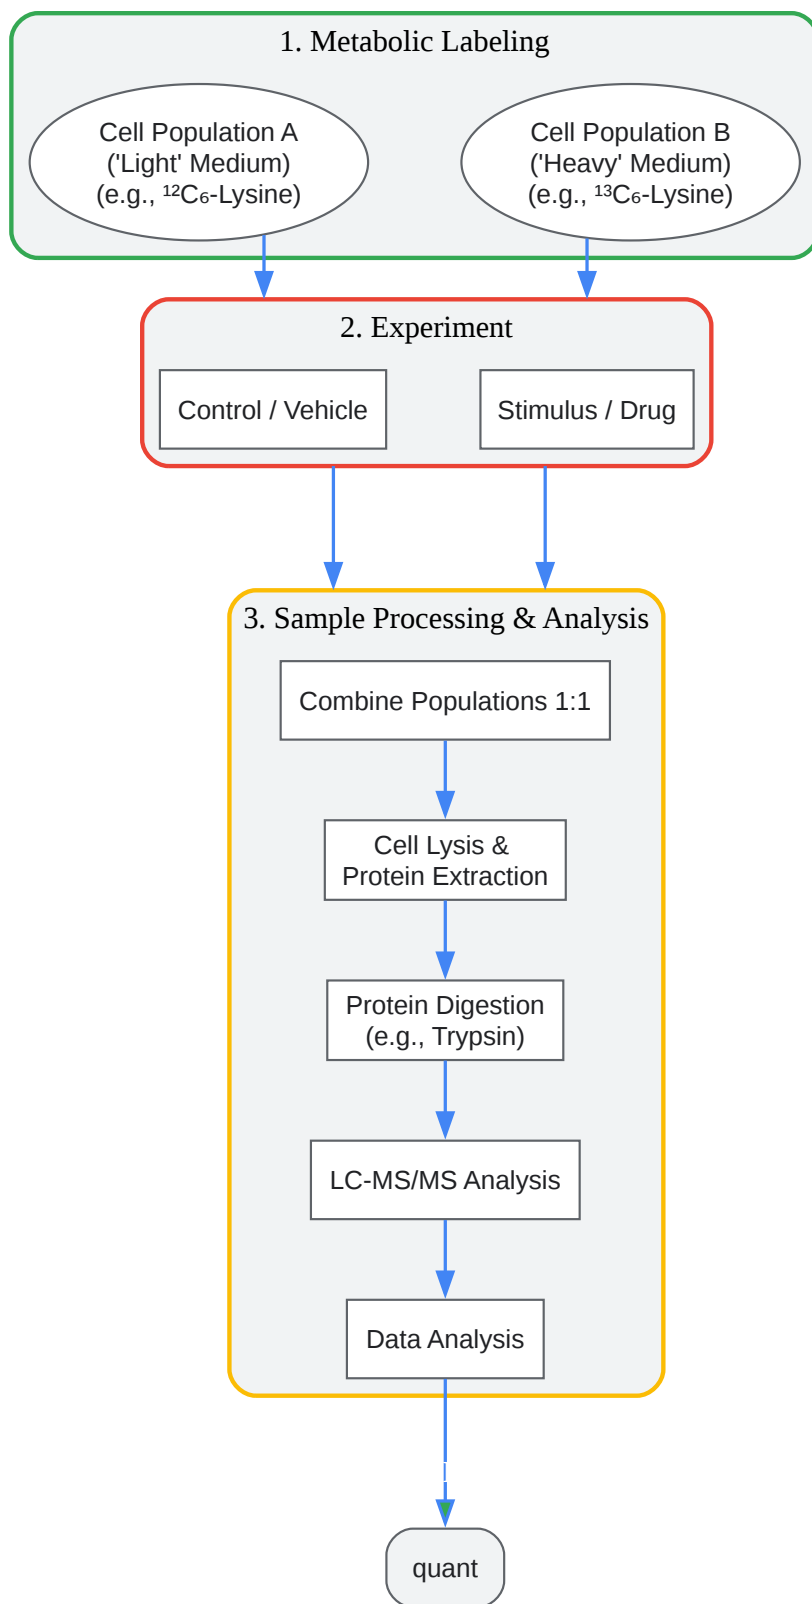 1. Metabolic Labeling
Cell Population A
('Light' Medium)
(e.g., ¹²C₆-Lysine)
Cell Population B
('Heavy' Medium)
(e.g., ¹³C₆-Lysine)
2. Experiment
Control / Vehicle
Stimulus / Drug
3. Sample Processing & Analysis
Combine Populations 1:1
Cell Lysis &
Protein Extraction
Protein Digestion
(e.g., Trypsin)
LC-MS/MS Analysis
Data Analysis
quant